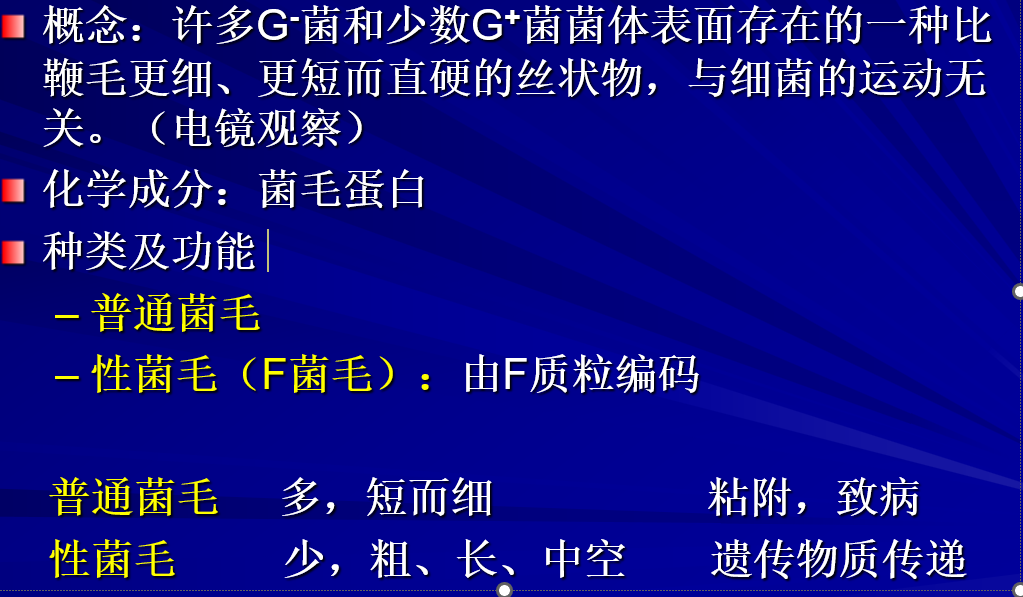 概念：许多G⁻菌和少数G⁺菌菌体表面存在的一种比
鞭毛更细、更短而直硬的丝状物，与细菌的运动无
关。（电镜观察）
化学成分：菌毛蛋白
种类及功能
– 普通菌毛
– 性菌毛（F菌毛）：由F质粒编码
普通菌毛 多，短而细 粘附，致病
性菌毛 少，粗、长、中空 遗传物质传递